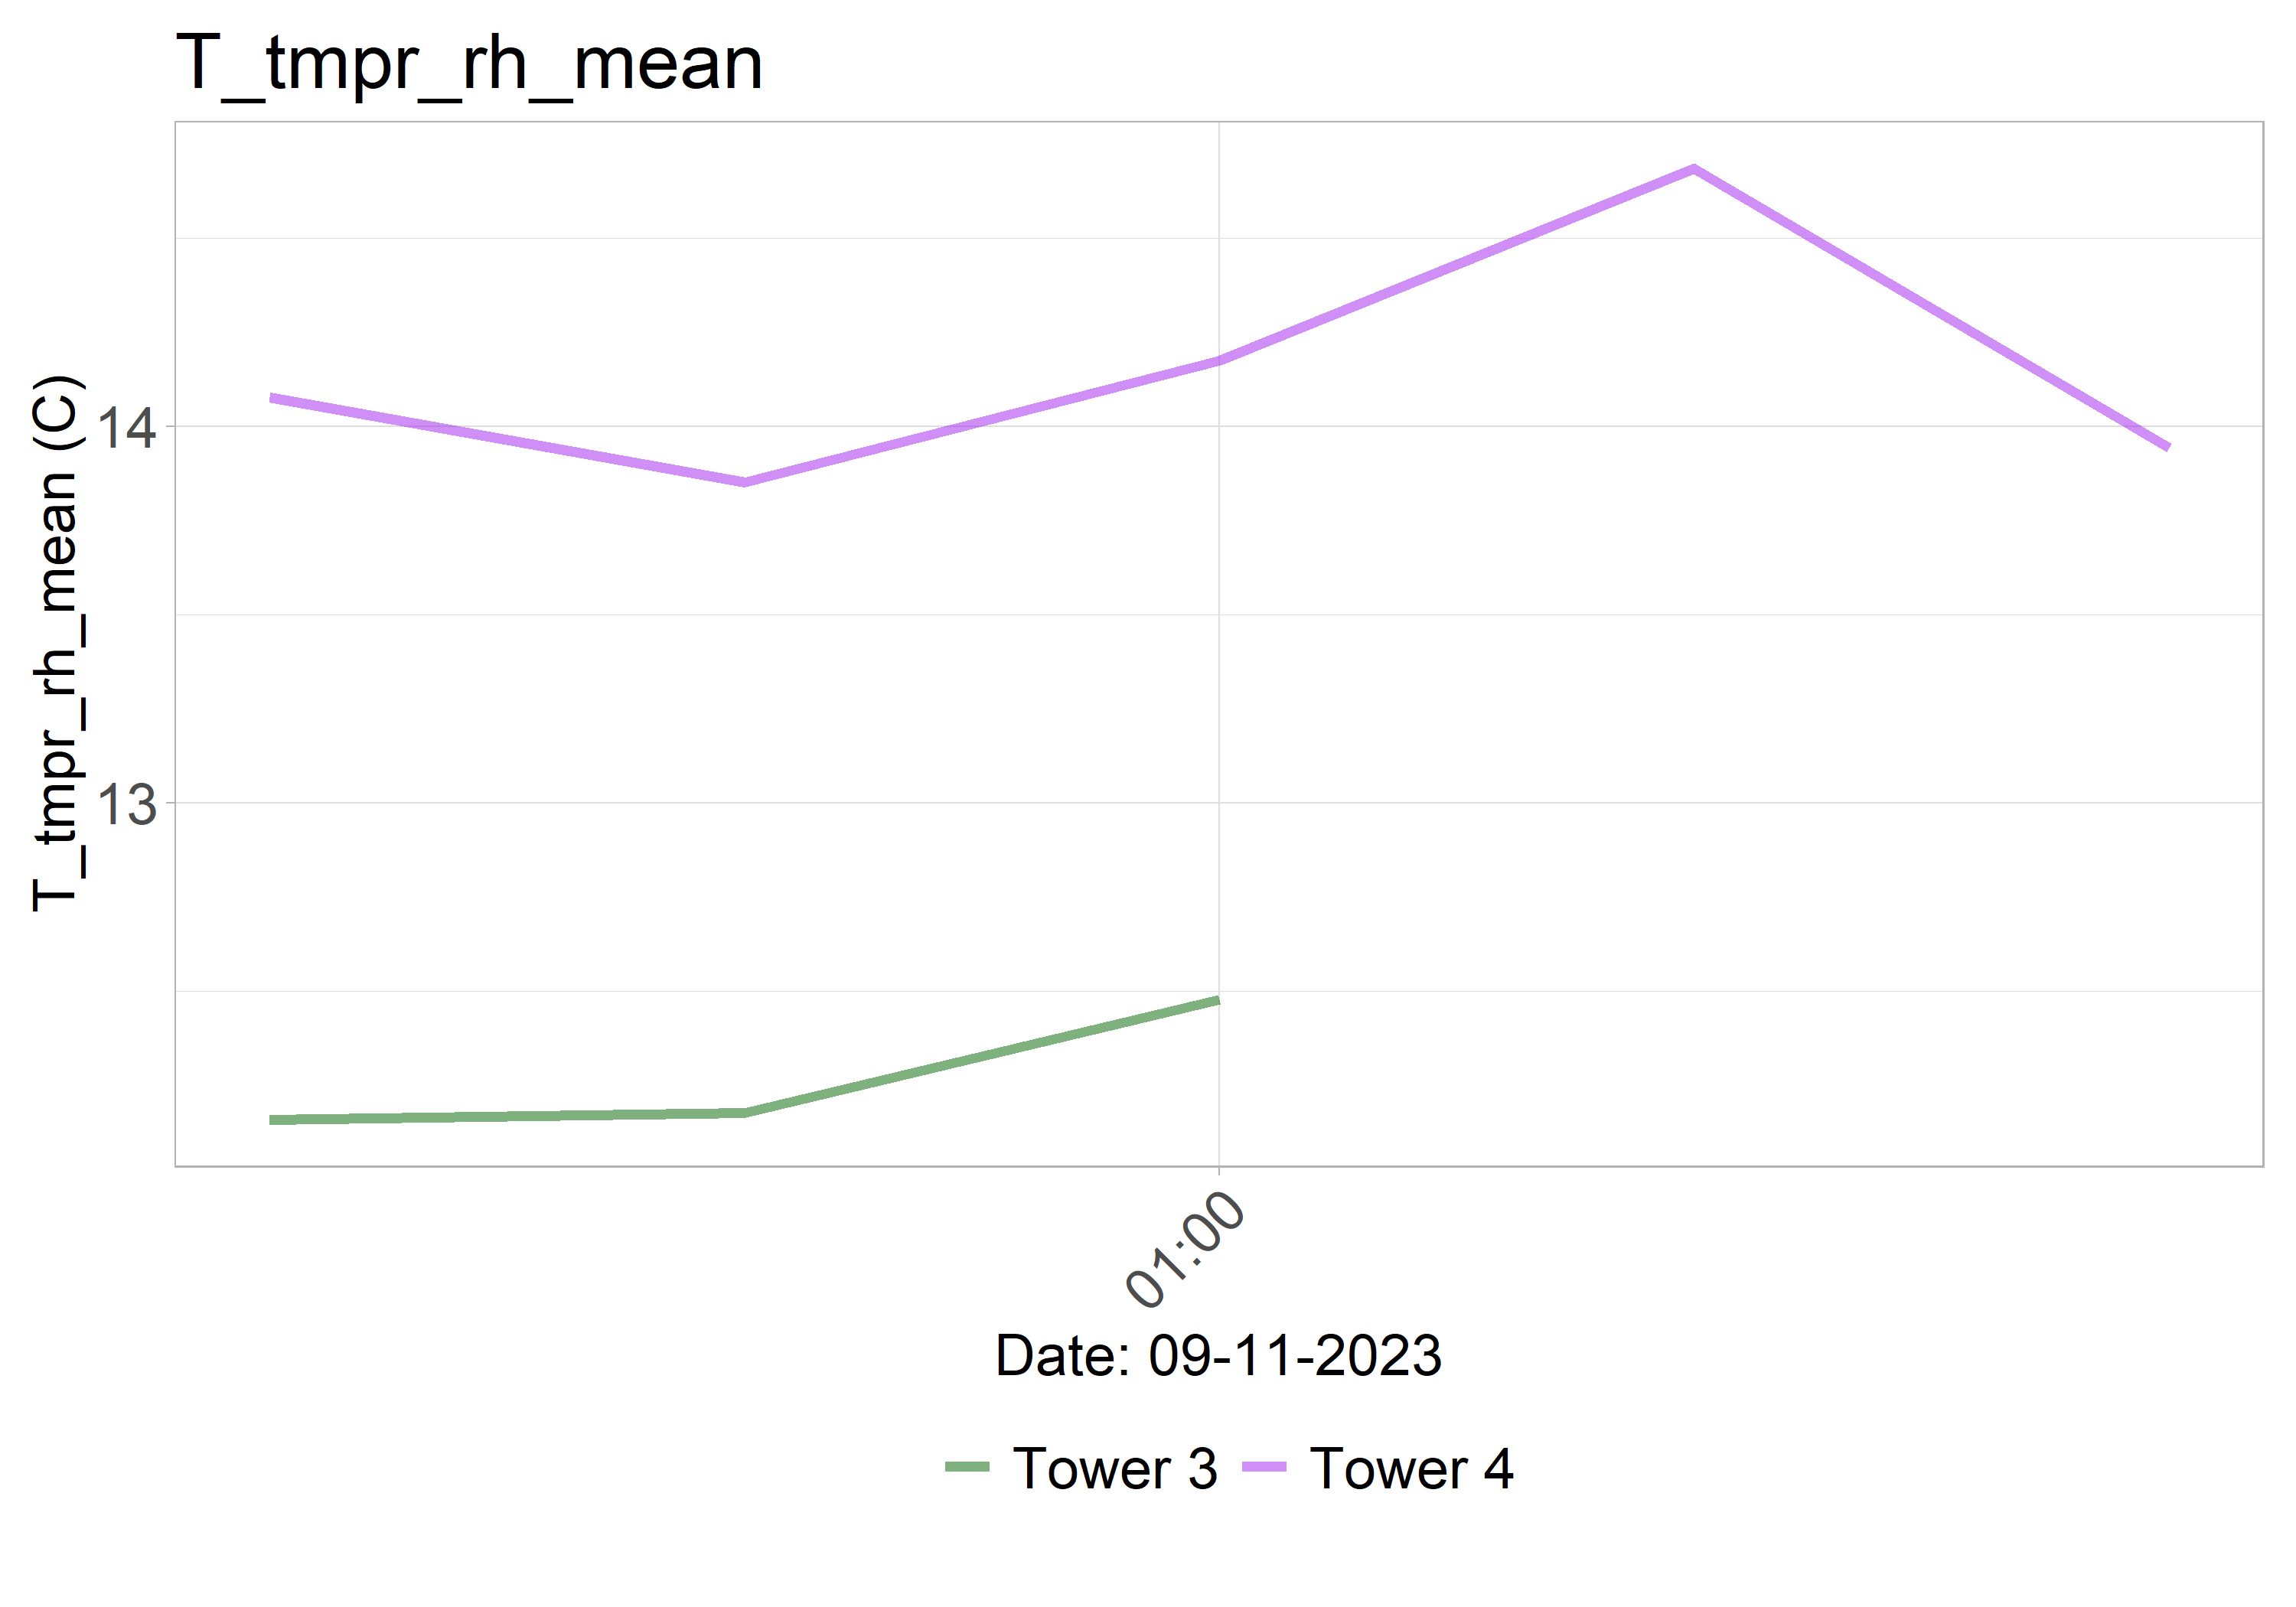 T_tmpr_rh_mean
T_tmpr_rh_mean (C)
14
13
01:00
Date: 09-11-2023
Tower 3
Tower 4